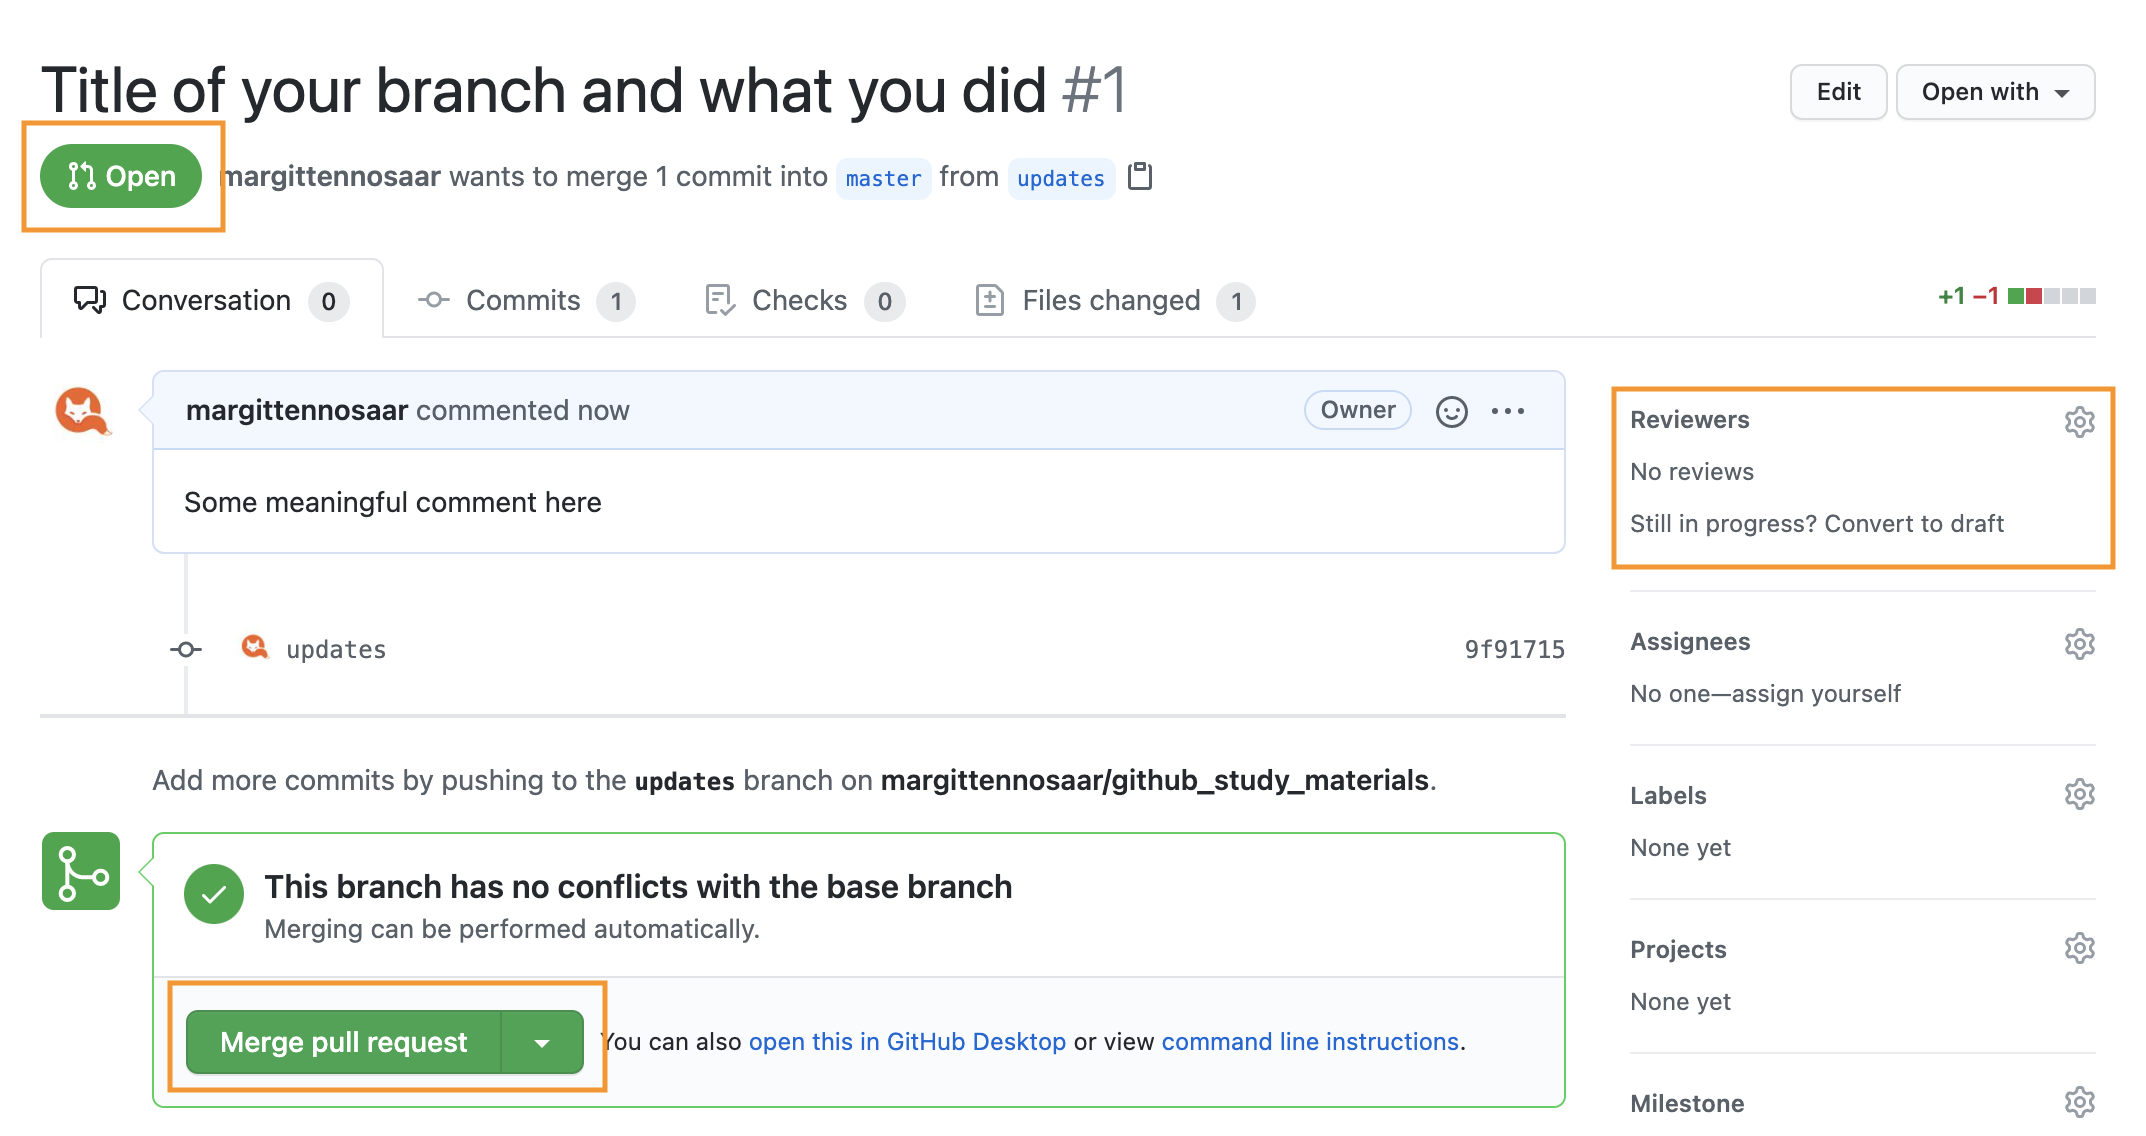 Title of your branch and what you did #1
Edit
Open with
Open
margittennosaar wants to merge 1 commit into master from updates
Conversation 0
Commits 1
Checks 0
Files changed 1
+1 −1
margittennosaar commented now
Owner
Some meaningful comment here
updates
9f91715
Add more commits by pushing to the updates branch on margittennosaar/github_study_materials.
This branch has no conflicts with the base branch
Merging can be performed automatically.
Merge pull request
You can also open this in GitHub Desktop or view command line instructions.
Reviewers
No reviews
Still in progress? Convert to draft
Assignees
No one—assign yourself
Labels
None yet
Projects
None yet
Milestone